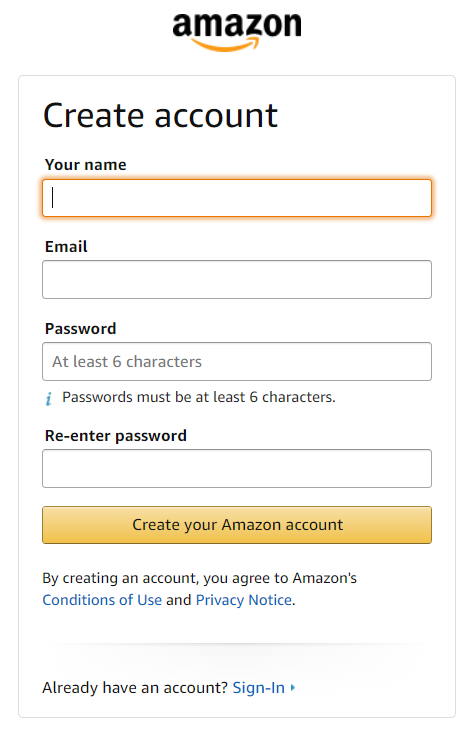 amazon
Create account
Your name
Email
Password
At least 6 characters
i Passwords must be at least 6 characters.
Re-enter password
Create your Amazon account
By creating an account, you agree to Amazon's
Conditions of Use and Privacy Notice.
Already have an account? Sign-In